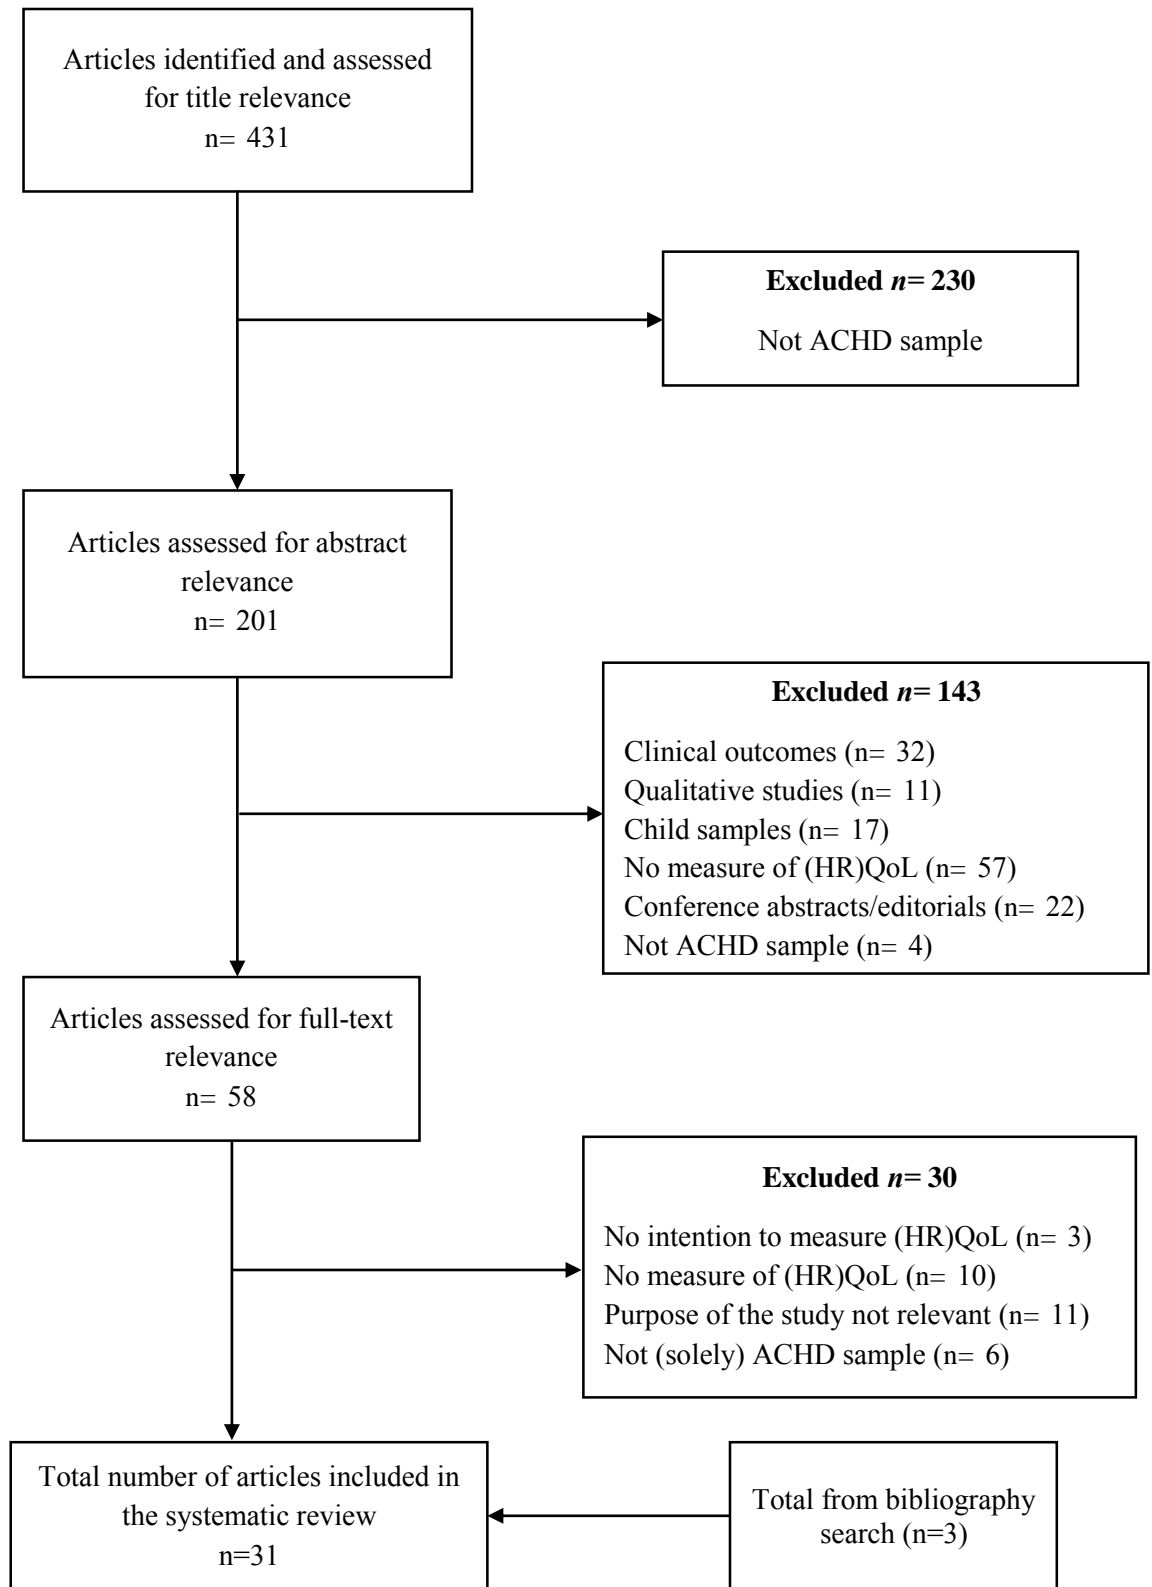 Articles identified and assessed
for title relevance
n= 431
Excluded n= 230
Not ACHD sample
Articles assessed for abstract
relevance
n= 201
Excluded n= 143
Clinical outcomes (n= 32)
Qualitative studies (n= 11)
Child samples (n= 17)
No measure of (HR)QoL (n= 57)
Conference abstracts/editorials (n= 22)
Not ACHD sample (n= 4)
Articles assessed for full-text
relevance
n= 58
Excluded n= 30
No intention to measure (HR)QoL (n= 3)
No measure of (HR)QoL (n= 10)
Purpose of the study not relevant (n= 11)
Not (solely) ACHD sample (n= 6)
Total number of articles included in
the systematic review
n=31
Total from bibliography
search (n=3)